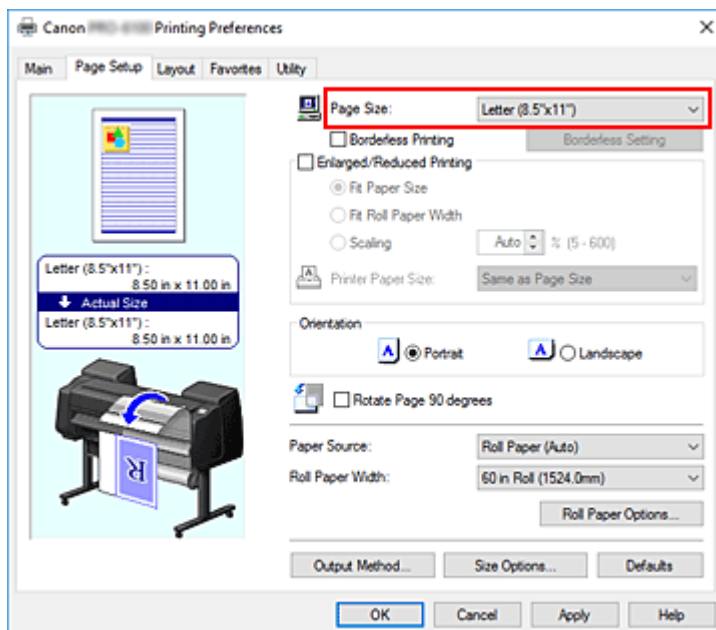 Canon Printing Preferences
Main Page Setup Layout Favorites Utility
Page Size: Letter (8.5"x11")
Borderless Printing Borderless Setting
Enlarged/Reduced Printing
Fit Paper Size
Fit Roll Paper Width
Scaling Auto % (5 - 600)
Printer Paper Size: Same as Page Size
Letter (8.5"x11") :
8.50 in x 11.00 in
Actual Size
Letter (8.5"x11") :
8.50 in x 11.00 in
Orientation
A Portrait A Landscape
Rotate Page 90 degrees
Paper Source: Roll Paper (Auto)
Roll Paper Width: 60 in Roll (1524.0mm)
Roll Paper Options...
R
Output Method... Size Options... Defaults
OK Cancel Apply Help